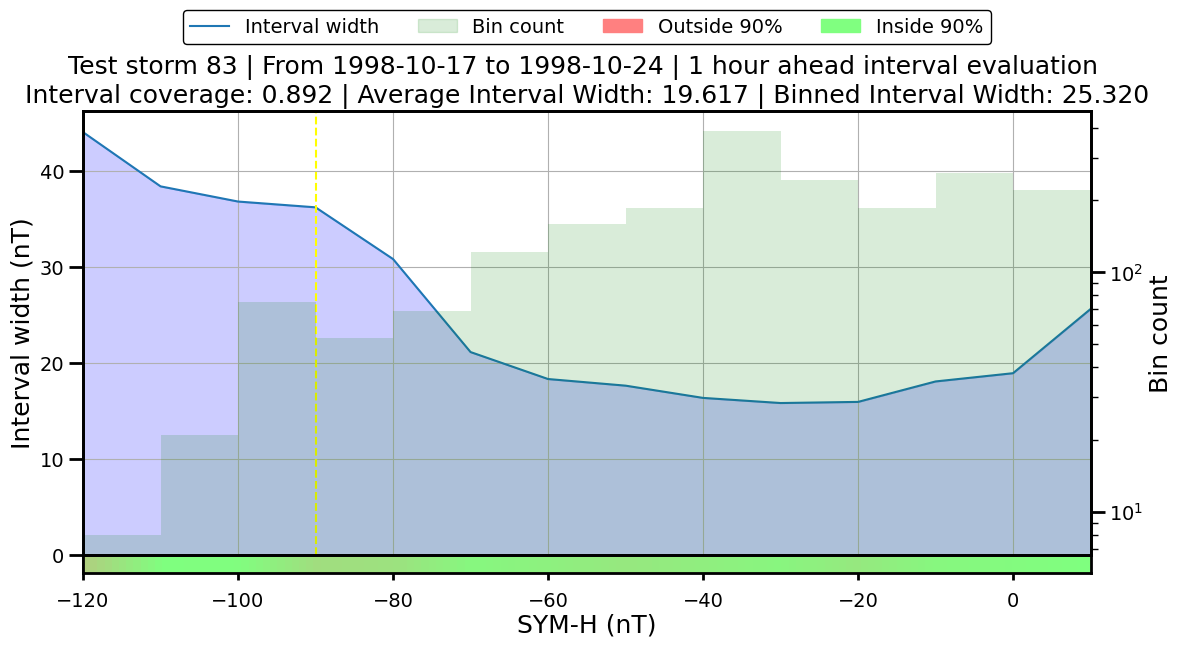 Interval width Bin count Outside 90% Inside 90%
Test storm 83 | From 1998-10-17 to 1998-10-24 | 1 hour ahead interval evaluation
Interval coverage: 0.892 | Average Interval Width: 19.617 | Binned Interval Width: 25.320
Interval width (nT)
40
30
20
10
0
10²
10¹
Bin count
−120 −100 −80 −60 −40 −20 0
SYM-H (nT)